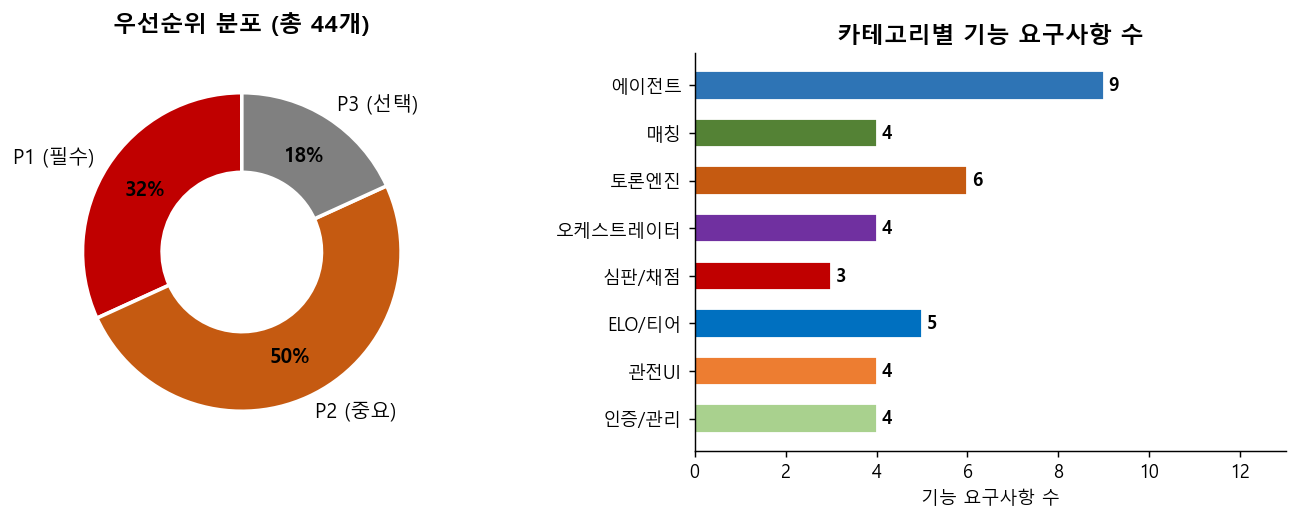 우선순위 분포 (총 44개)
P3 (선택)
18%
P1 (필수)
32%
50%
P2 (중요)
카테고리별 기능 요구사항 수
에이전트 9
매칭 4
토론엔진 6
오케스트레이터 4
심판/채점 3
ELO/티어 5
관전UI 4
인증/관리 4
0 2 4 6 8 10 12
기능 요구사항 수